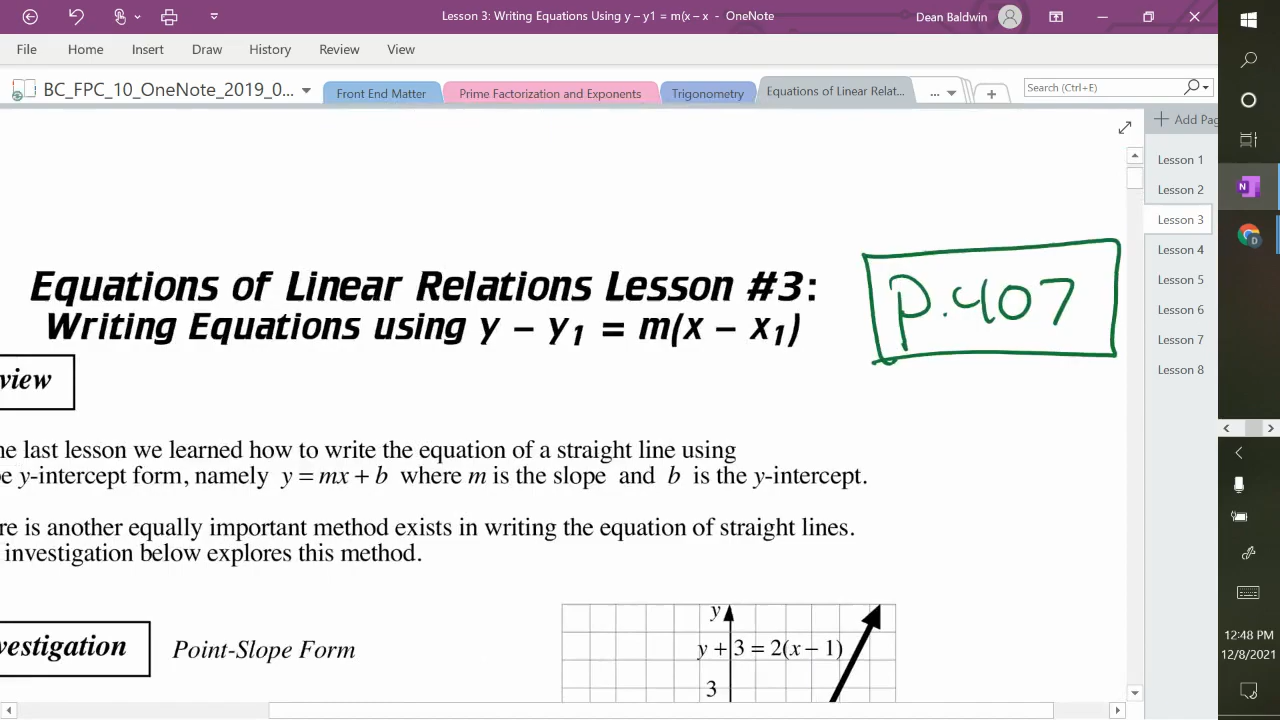 Lesson 3: Writing Equations Using y – y1 = m(x – x - OneNote
Dean Baldwin
File Home Insert Draw History Review View
BC_FPC_10_OneNote_2019_0...
Front End Matter
Prime Factorization and Exponents
Trigonometry
Equations of Linear Relat...
...
Search (Ctrl+E)
Add Pag
Lesson 1
Lesson 2
Lesson 3
Lesson 4
Lesson 5
Lesson 6
Lesson 7
Lesson 8
Equations of Linear Relations Lesson #3:
Writing Equations using y – y₁ = m(x – x₁)
p.407
view
ne last lesson we learned how to write the equation of a straight line using
pe y-intercept form, namely y = mx + b where m is the slope and b is the y-intercept.
re is another equally important method exists in writing the equation of straight lines.
investigation below explores this method.
vestigation
Point-Slope Form
y
y + 3 = 2(x – 1)
3
N
D
12:48 PM
12/8/2021